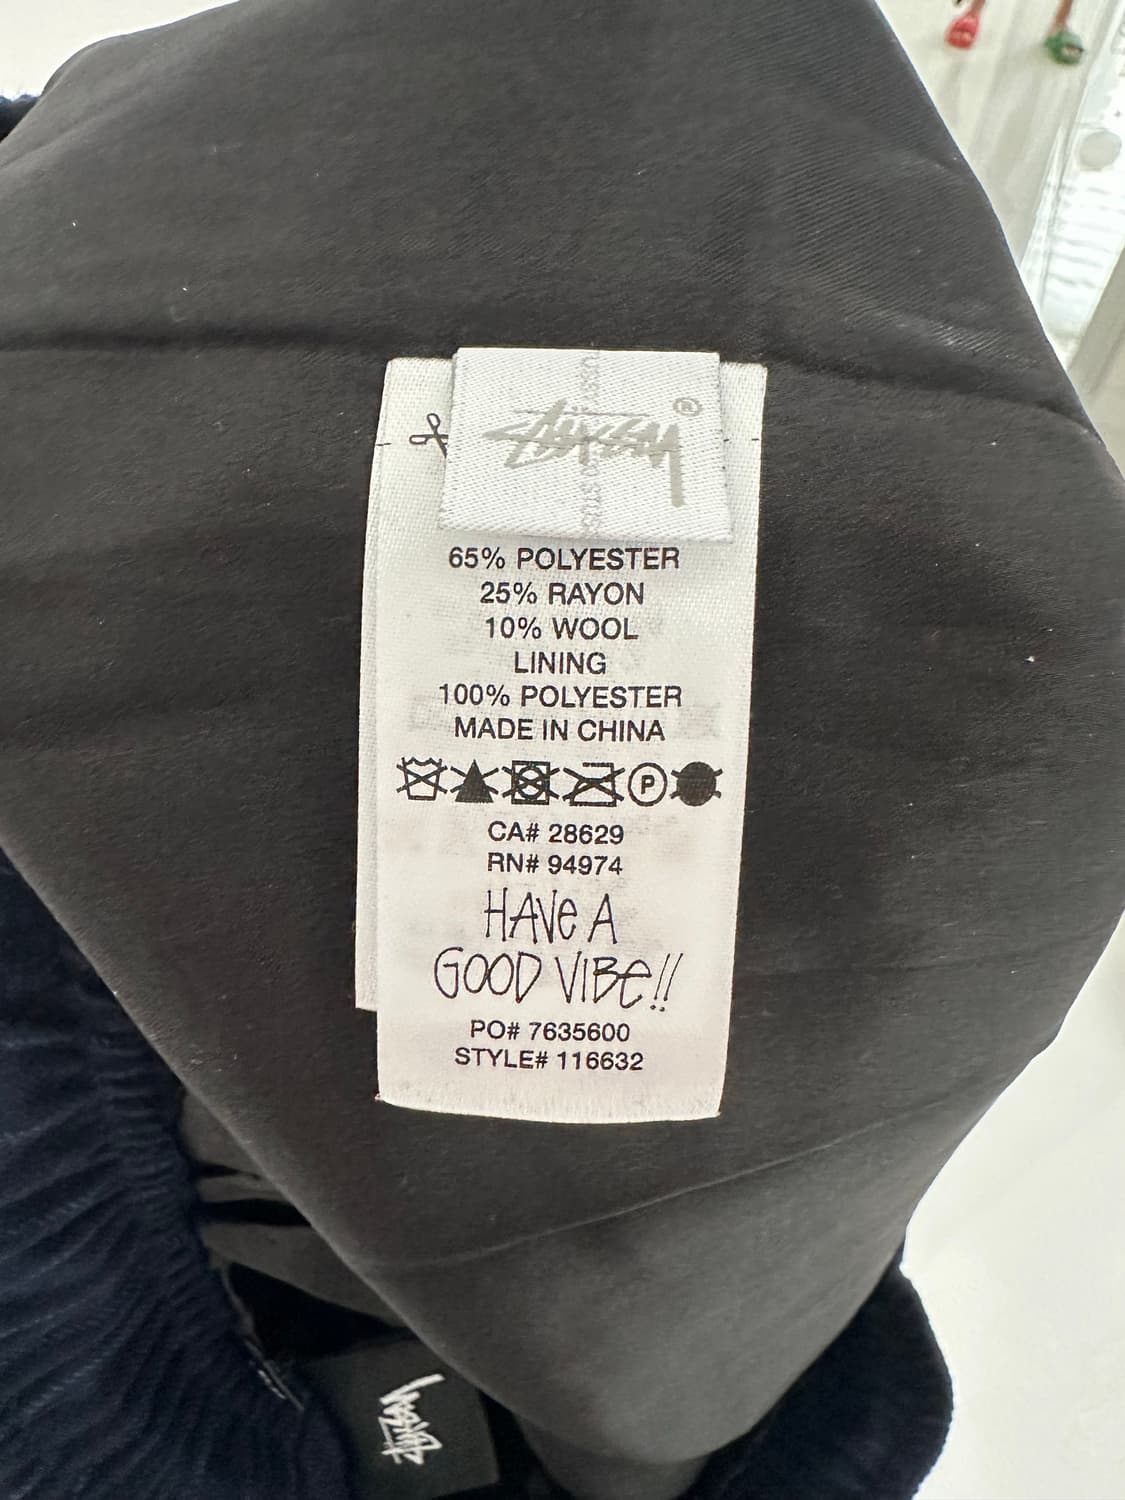 STÜSSY ®
65% POLYESTER
25% RAYON
10% WOOL
LINING
100% POLYESTER
MADE IN CHINA
P
CA# 28629
RN# 94974
HAVE A
GOOD VIBE!!
PO# 7635600
STYLE# 116632
Stüssy